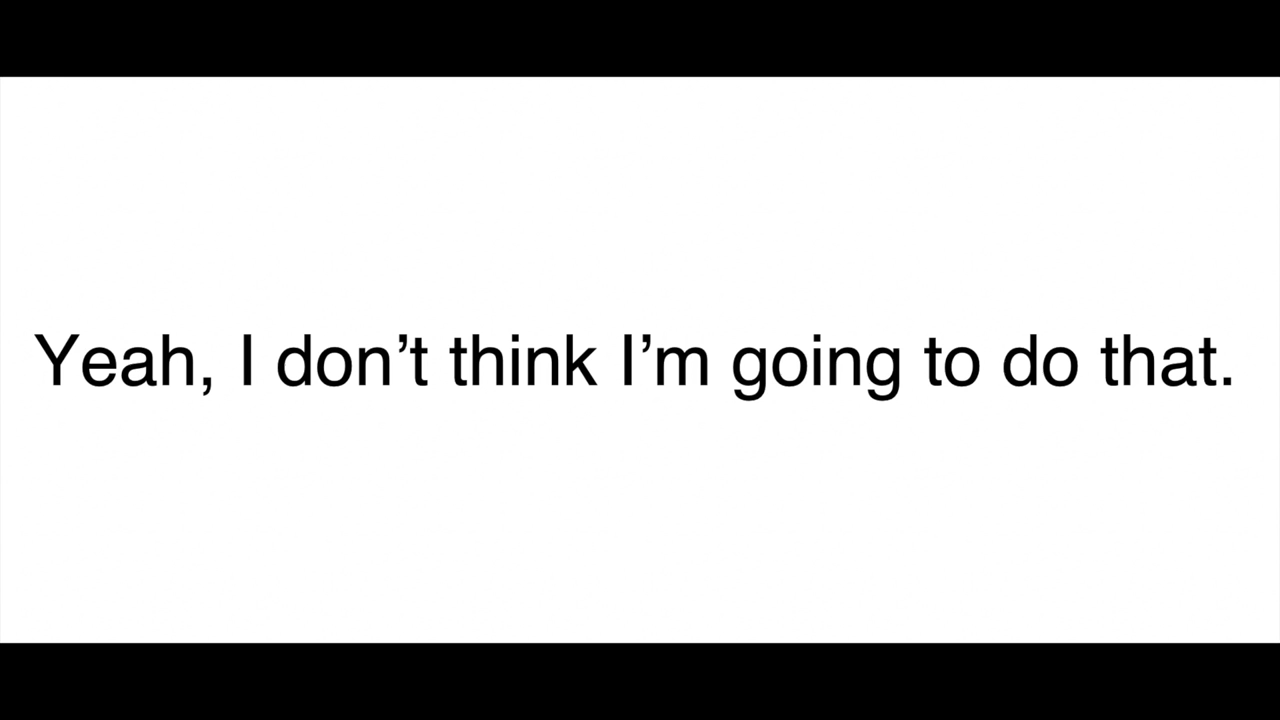 Yeah, I don’t think I’m going to do that.